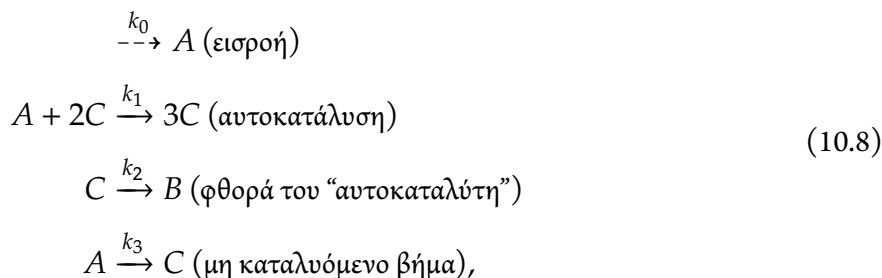 k₀
⇢ A (εισροή)
A + 2C –k₁→ 3C (αυτοκατάλυση)
(10.8)
C –k₂→ B (φθορά του “αυτοκαταλύτη”)
A –k₃→ C (μη καταλυόμενο βήμα),